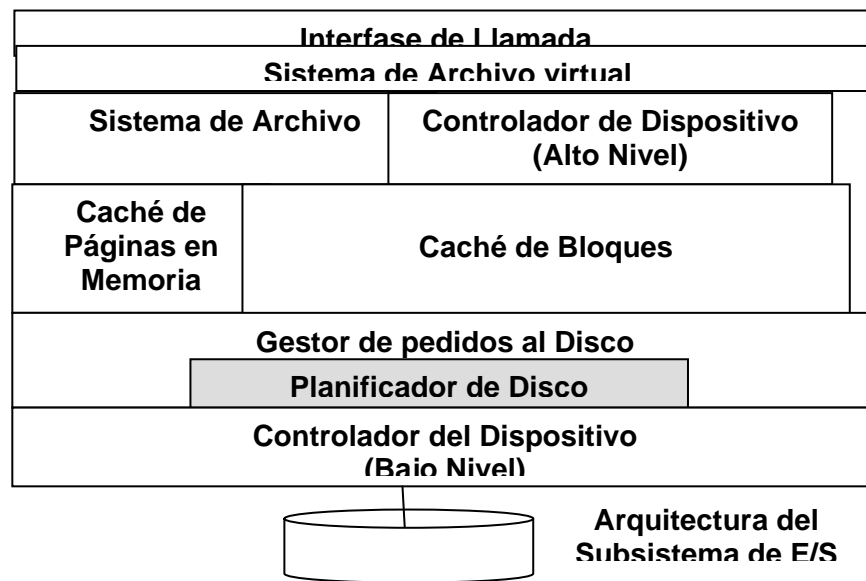 Interfase de Llamada
Sistema de Archivo virtual
Sistema de Archivo
Controlador de Dispositivo
(Alto Nivel)
Caché de
Páginas en
Memoria
Caché de Bloques
Gestor de pedidos al Disco
Planificador de Disco
Controlador del Dispositivo
(Bajo Nivel)
Arquitectura del
Subsistema de E/S